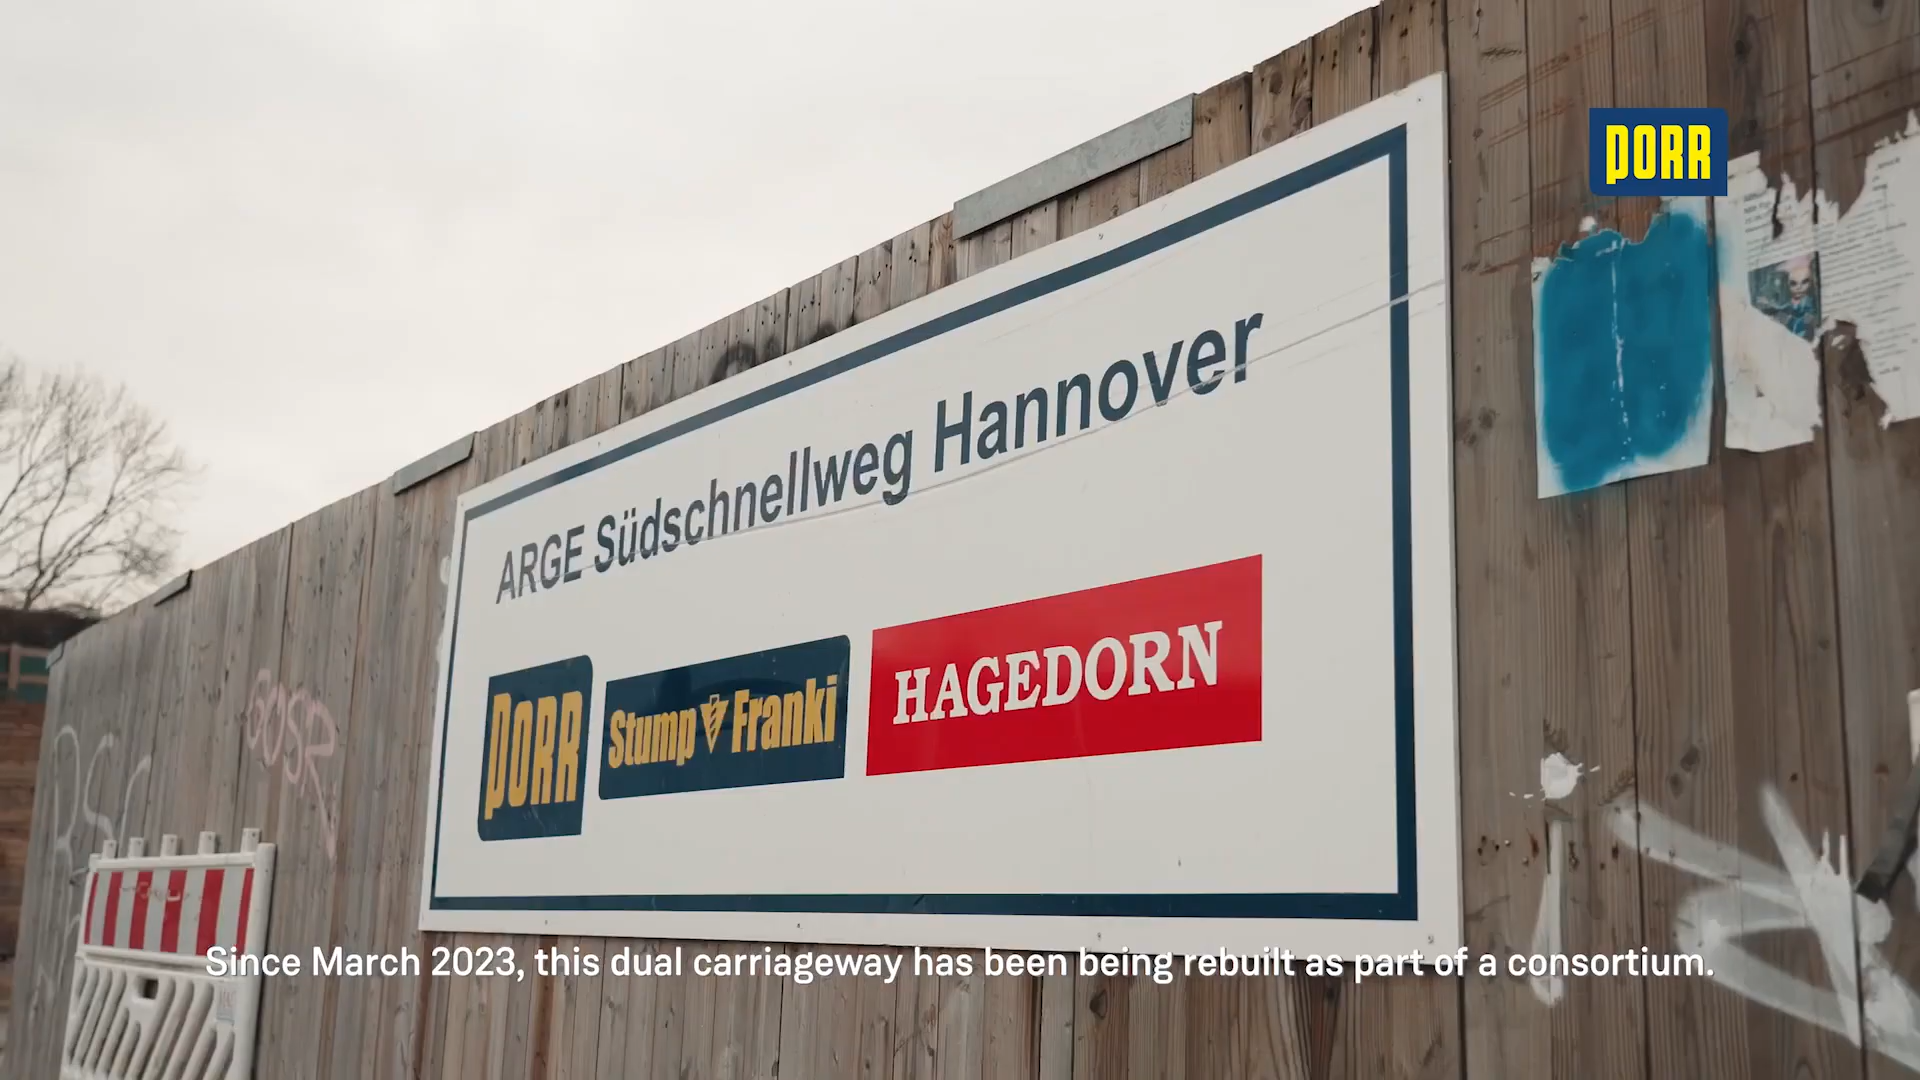 PORR
ARGE Südschnellweg Hannover
PORR
Stump Franki
HAGEDORN
Since March 2023, this dual carriageway has been being rebuilt as part of a consortium.